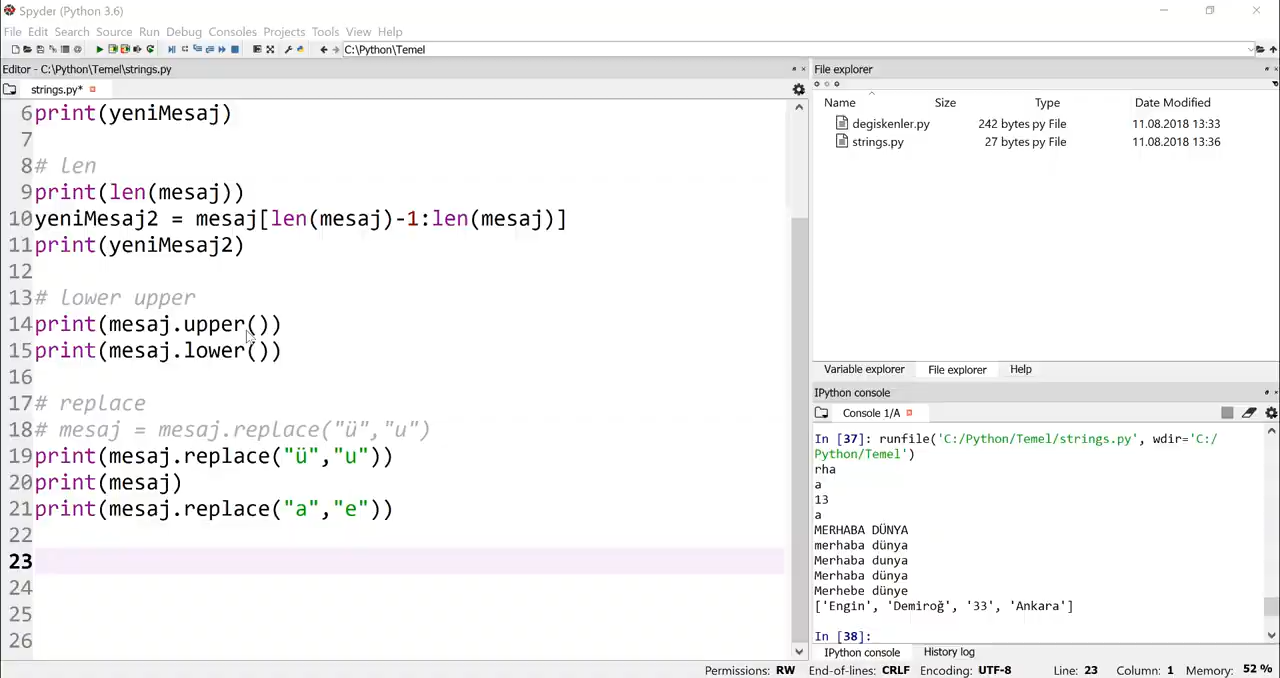 Spyder (Python 3.6)
File Edit Search Source Run Debug Consoles Projects Tools View Help
C:\Python\Temel
Editor - C:\Python\Temel\strings.py
strings.py*
6 print(yeniMesaj)
7
8 # len
9 print(len(mesaj))
10 yeniMesaj2 = mesaj[len(mesaj)-1:len(mesaj)]
11 print(yeniMesaj2)
12
13 # lower upper
14 print(mesaj.upper())
15 print(mesaj.lower())
16
17 # replace
18 # mesaj = mesaj.replace("ü","u")
19 print(mesaj.replace("ü","u"))
20 print(mesaj)
21 print(mesaj.replace("a","e"))
22
23
24
25
26
File explorer
Name Size Type Date Modified
degiskenler.py 242 bytes py File 11.08.2018 13:33
strings.py 27 bytes py File 11.08.2018 13:36
Variable explorer File explorer Help
IPython console
Console 1/A
In [37]: runfile('C:/Python/Temel/strings.py', wdir='C:/
Python/Temel')
rha
a
13
a
MERHABA DÜNYA
merhaba dünya
Merhaba dunya
Merhaba dunya
Merhebe dünye
['Engin', 'Demiroğ', '33', 'Ankara']
In [38]:
IPython console History log
Permissions: RW End-of-lines: CRLF Encoding: UTF-8 Line: 23 Column: 1 Memory: 52 %